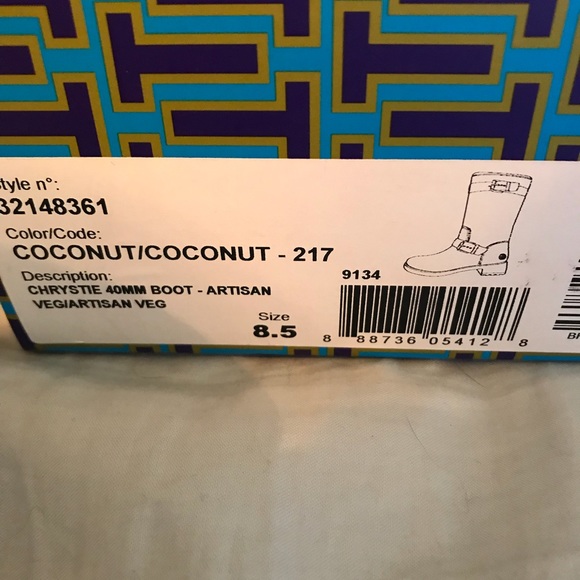 Style n°:
32148361
Color/Code:
COCONUT/COCONUT - 217
Description:
CHRYSTIE 40MM BOOT - ARTISAN
VEG/ARTISAN VEG
Size
8.5
9134
8 88736 05412 8